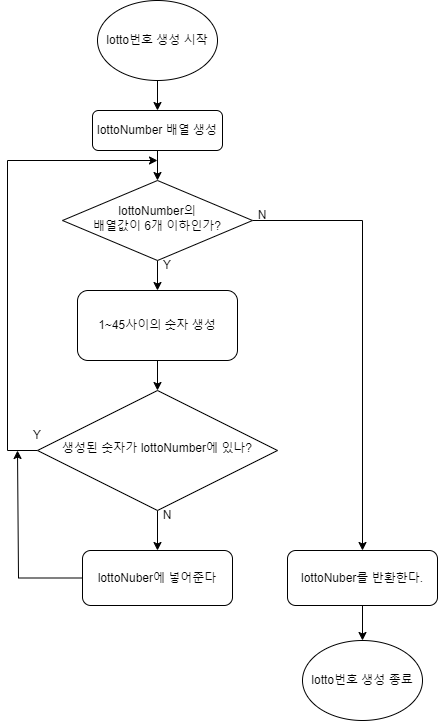 lotto번호 생성 시작
lottoNumber 배열 생성
lottoNumber의
배열값이 6개 이하인가?
N
Y
1~45사이의 숫자 생성
Y
생성된 숫자가 lottoNumber에 있나?
N
lottoNuber에 넣어준다
lottoNuber를 반환한다.
lotto번호 생성 종료